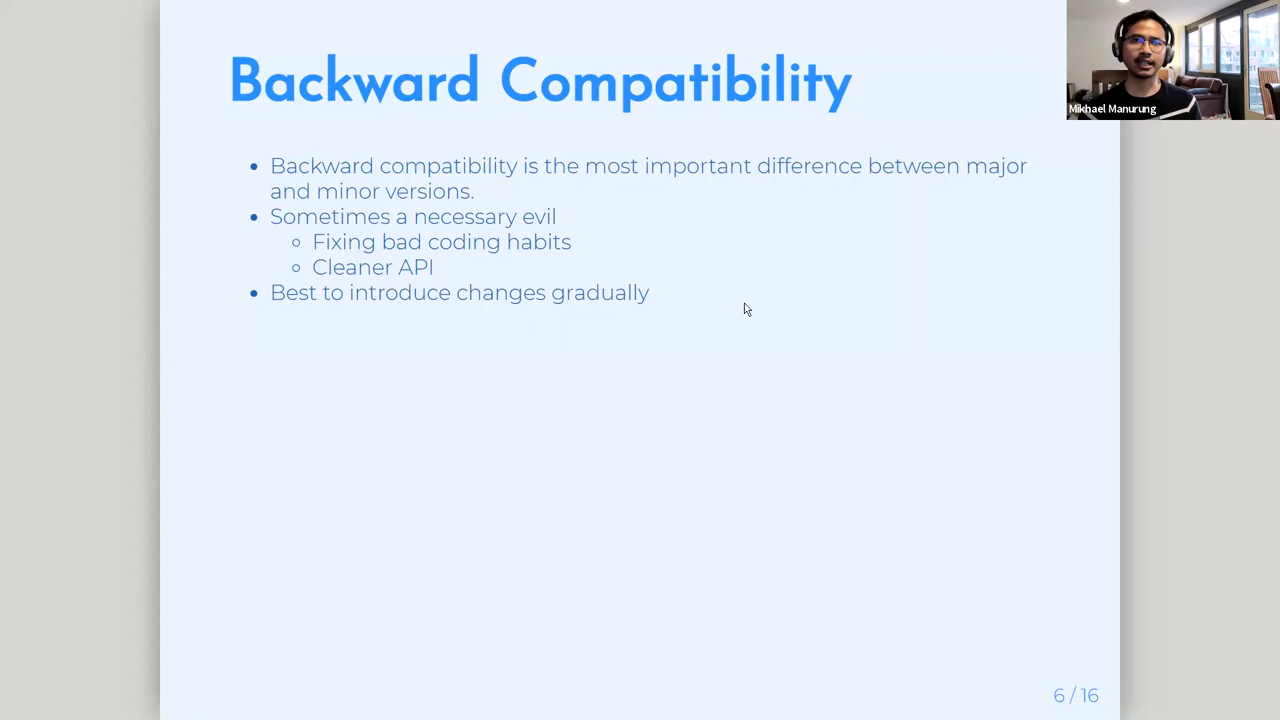 Backward Compatibility
Mikhael Manurung
• Backward compatibility is the most important difference between major
and minor versions.
• Sometimes a necessary evil
○ Fixing bad coding habits
○ Cleaner API
• Best to introduce changes gradually
6 / 16